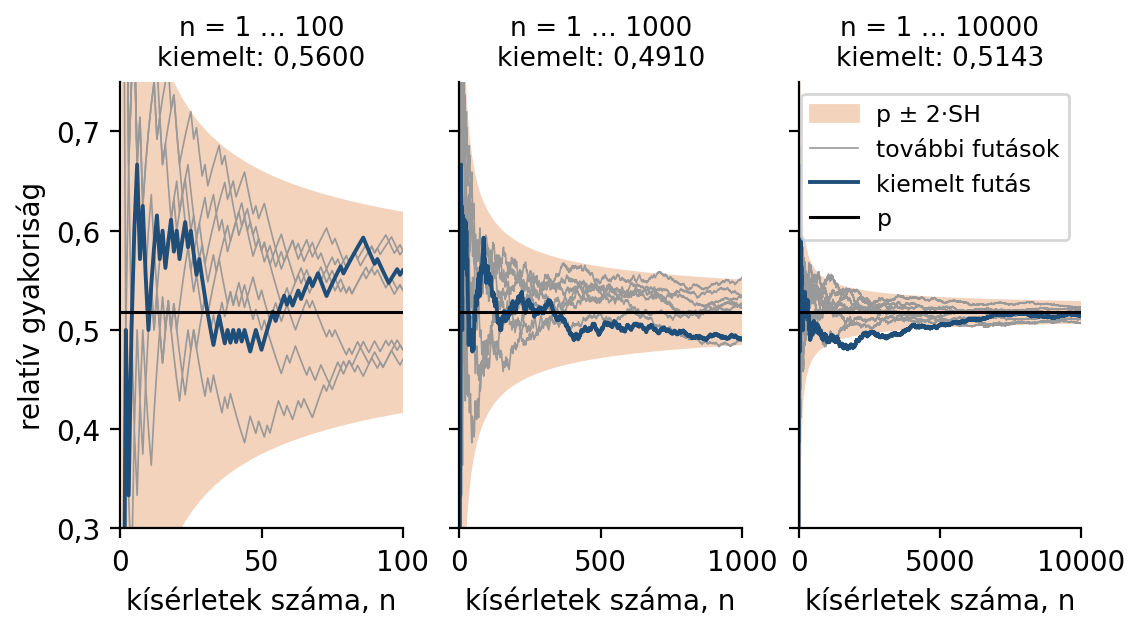 n = 1 … 100
kiemelt: 0,5600
n = 1 … 1000
kiemelt: 0,4910
n = 1 … 10000
kiemelt: 0,5143
relatív gyakoriság
0,7
0,6
0,5
0,4
0,3
p ± 2·SH
további futások
kiemelt futás
p
0 50 100
0 500 1000
0 5000 10000
kísérletek száma, n
kísérletek száma, n
kísérletek száma, n